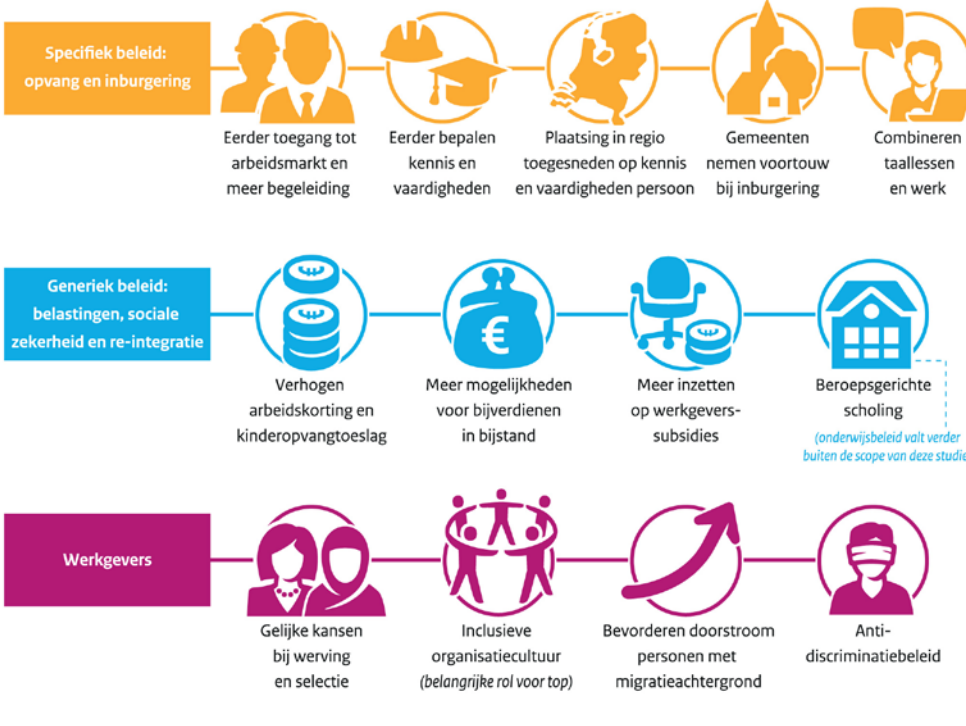 Specifiek beleid:
opvang en inburgering
Eerder toegang tot
arbeidsmarkt en
meer begeleiding
Eerder bepalen
kennis en
vaardigheden
Plaatsing in regio
toegesneden op kennis
en vaardigheden persoon
Gemeenten
nemen voortouw
bij inburgering
Combineren
taallessen
en werk
Generiek beleid:
belastingen, sociale
zekerheid en re-integratie
€
Verhogen
arbeidskorting en
kinderopvangtoeslag
Meer mogelijkheden
voor bijverdienen
in bijstand
Meer inzetten
op werkgevers-
subsidies
Beroepsgerichte
scholing
(onderwijsbeleid valt verder
buiten de scope van deze studie
Werkgevers
Gelijke kansen
bij werving
en selectie
Inclusieve
organisatiecultuur
(belangrijke rol voor top)
Bevorderen doorstroom
personen met
migratieachtergrond
Anti-
discriminatiebeleid